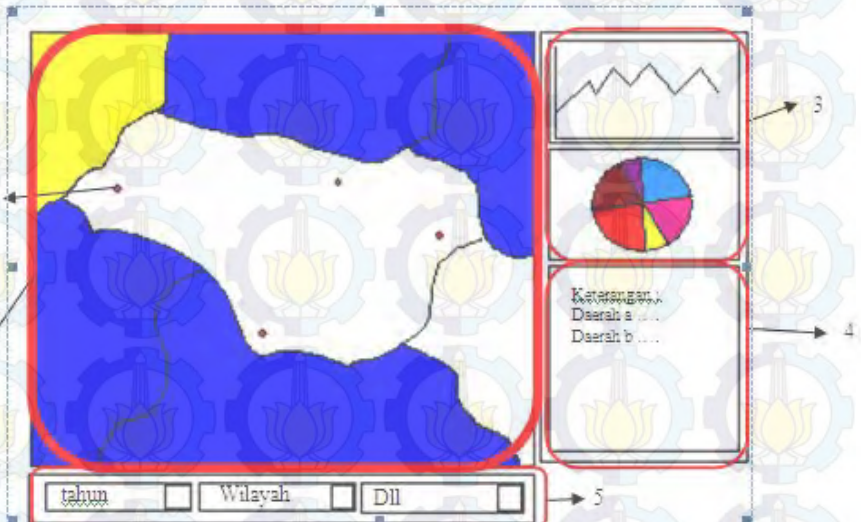 3
Keterangan :
Daerah a ....
Daerah b ....
4
tahun
Wilayah
Dll
5